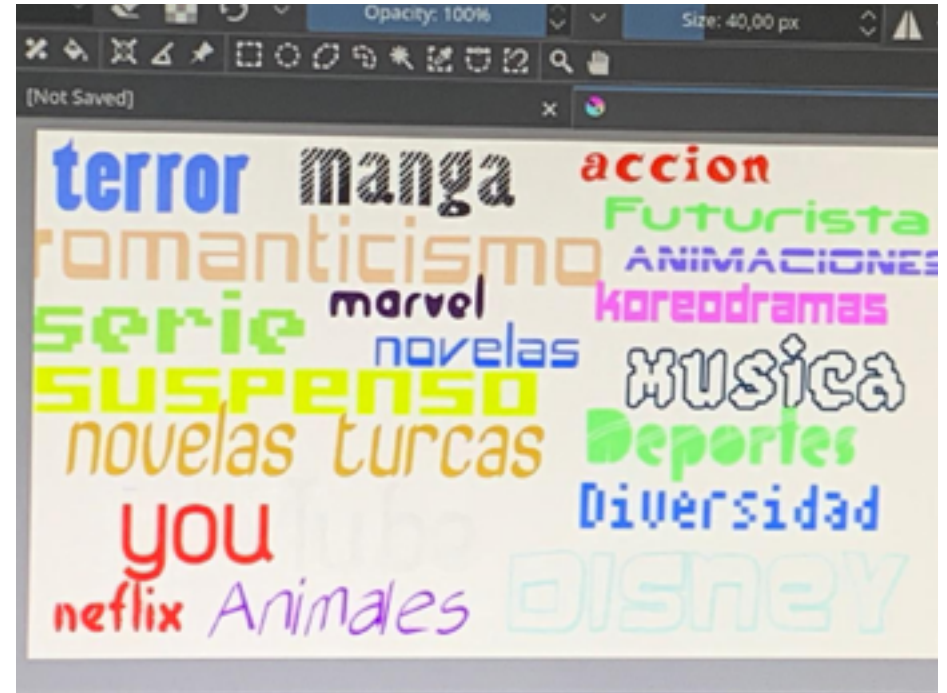 Opacity: 100%
Size: 40,00 px
[Not Saved]
terror manga accion
Futurista
romanticismo ANIMACIONES
marvel koreodramas
serie
novelas
suspenso MUSICA
novelas turcas Deportes
Diversidad
you Tube
DISNEY
neflix Animales